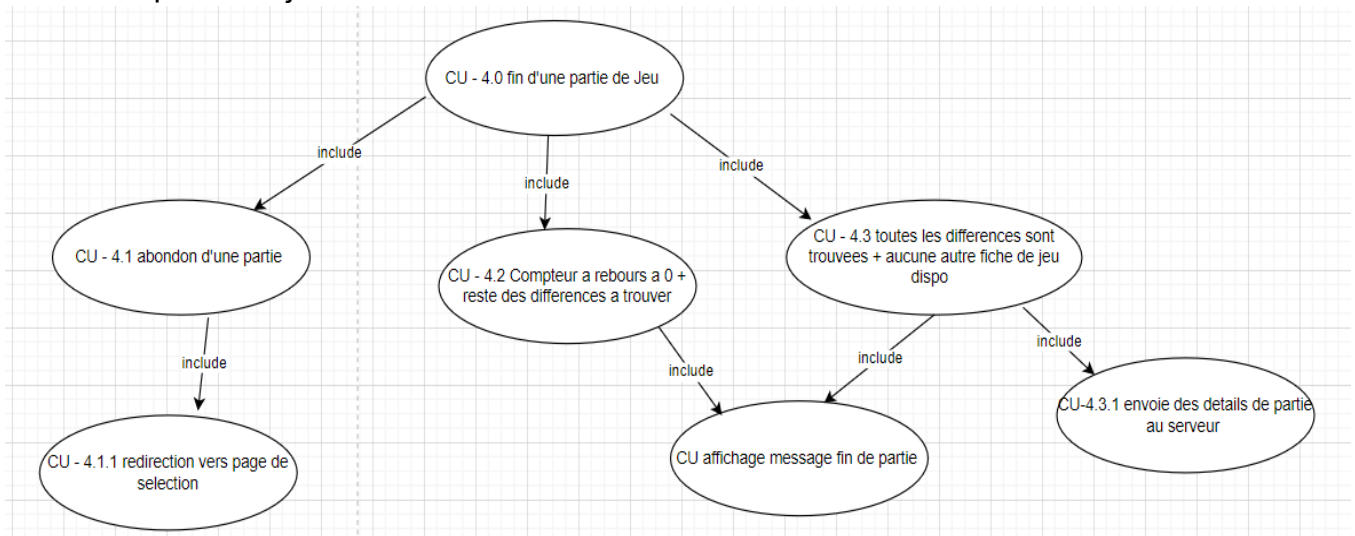 CU - 4.0 fin d'une partie de Jeu
include
include
include
CU - 4.1 abondon d'une partie
CU - 4.2 Compteur a rebours a 0 +
reste des differences a trouver
CU - 4.3 toutes les differences sont
trouvees + aucune autre fiche de jeu
dispo
include
include
include
include
CU - 4.1.1 redirection vers page de
selection
CU affichage message fin de partie
CU-4.3.1 envoie des details de partie
au serveur